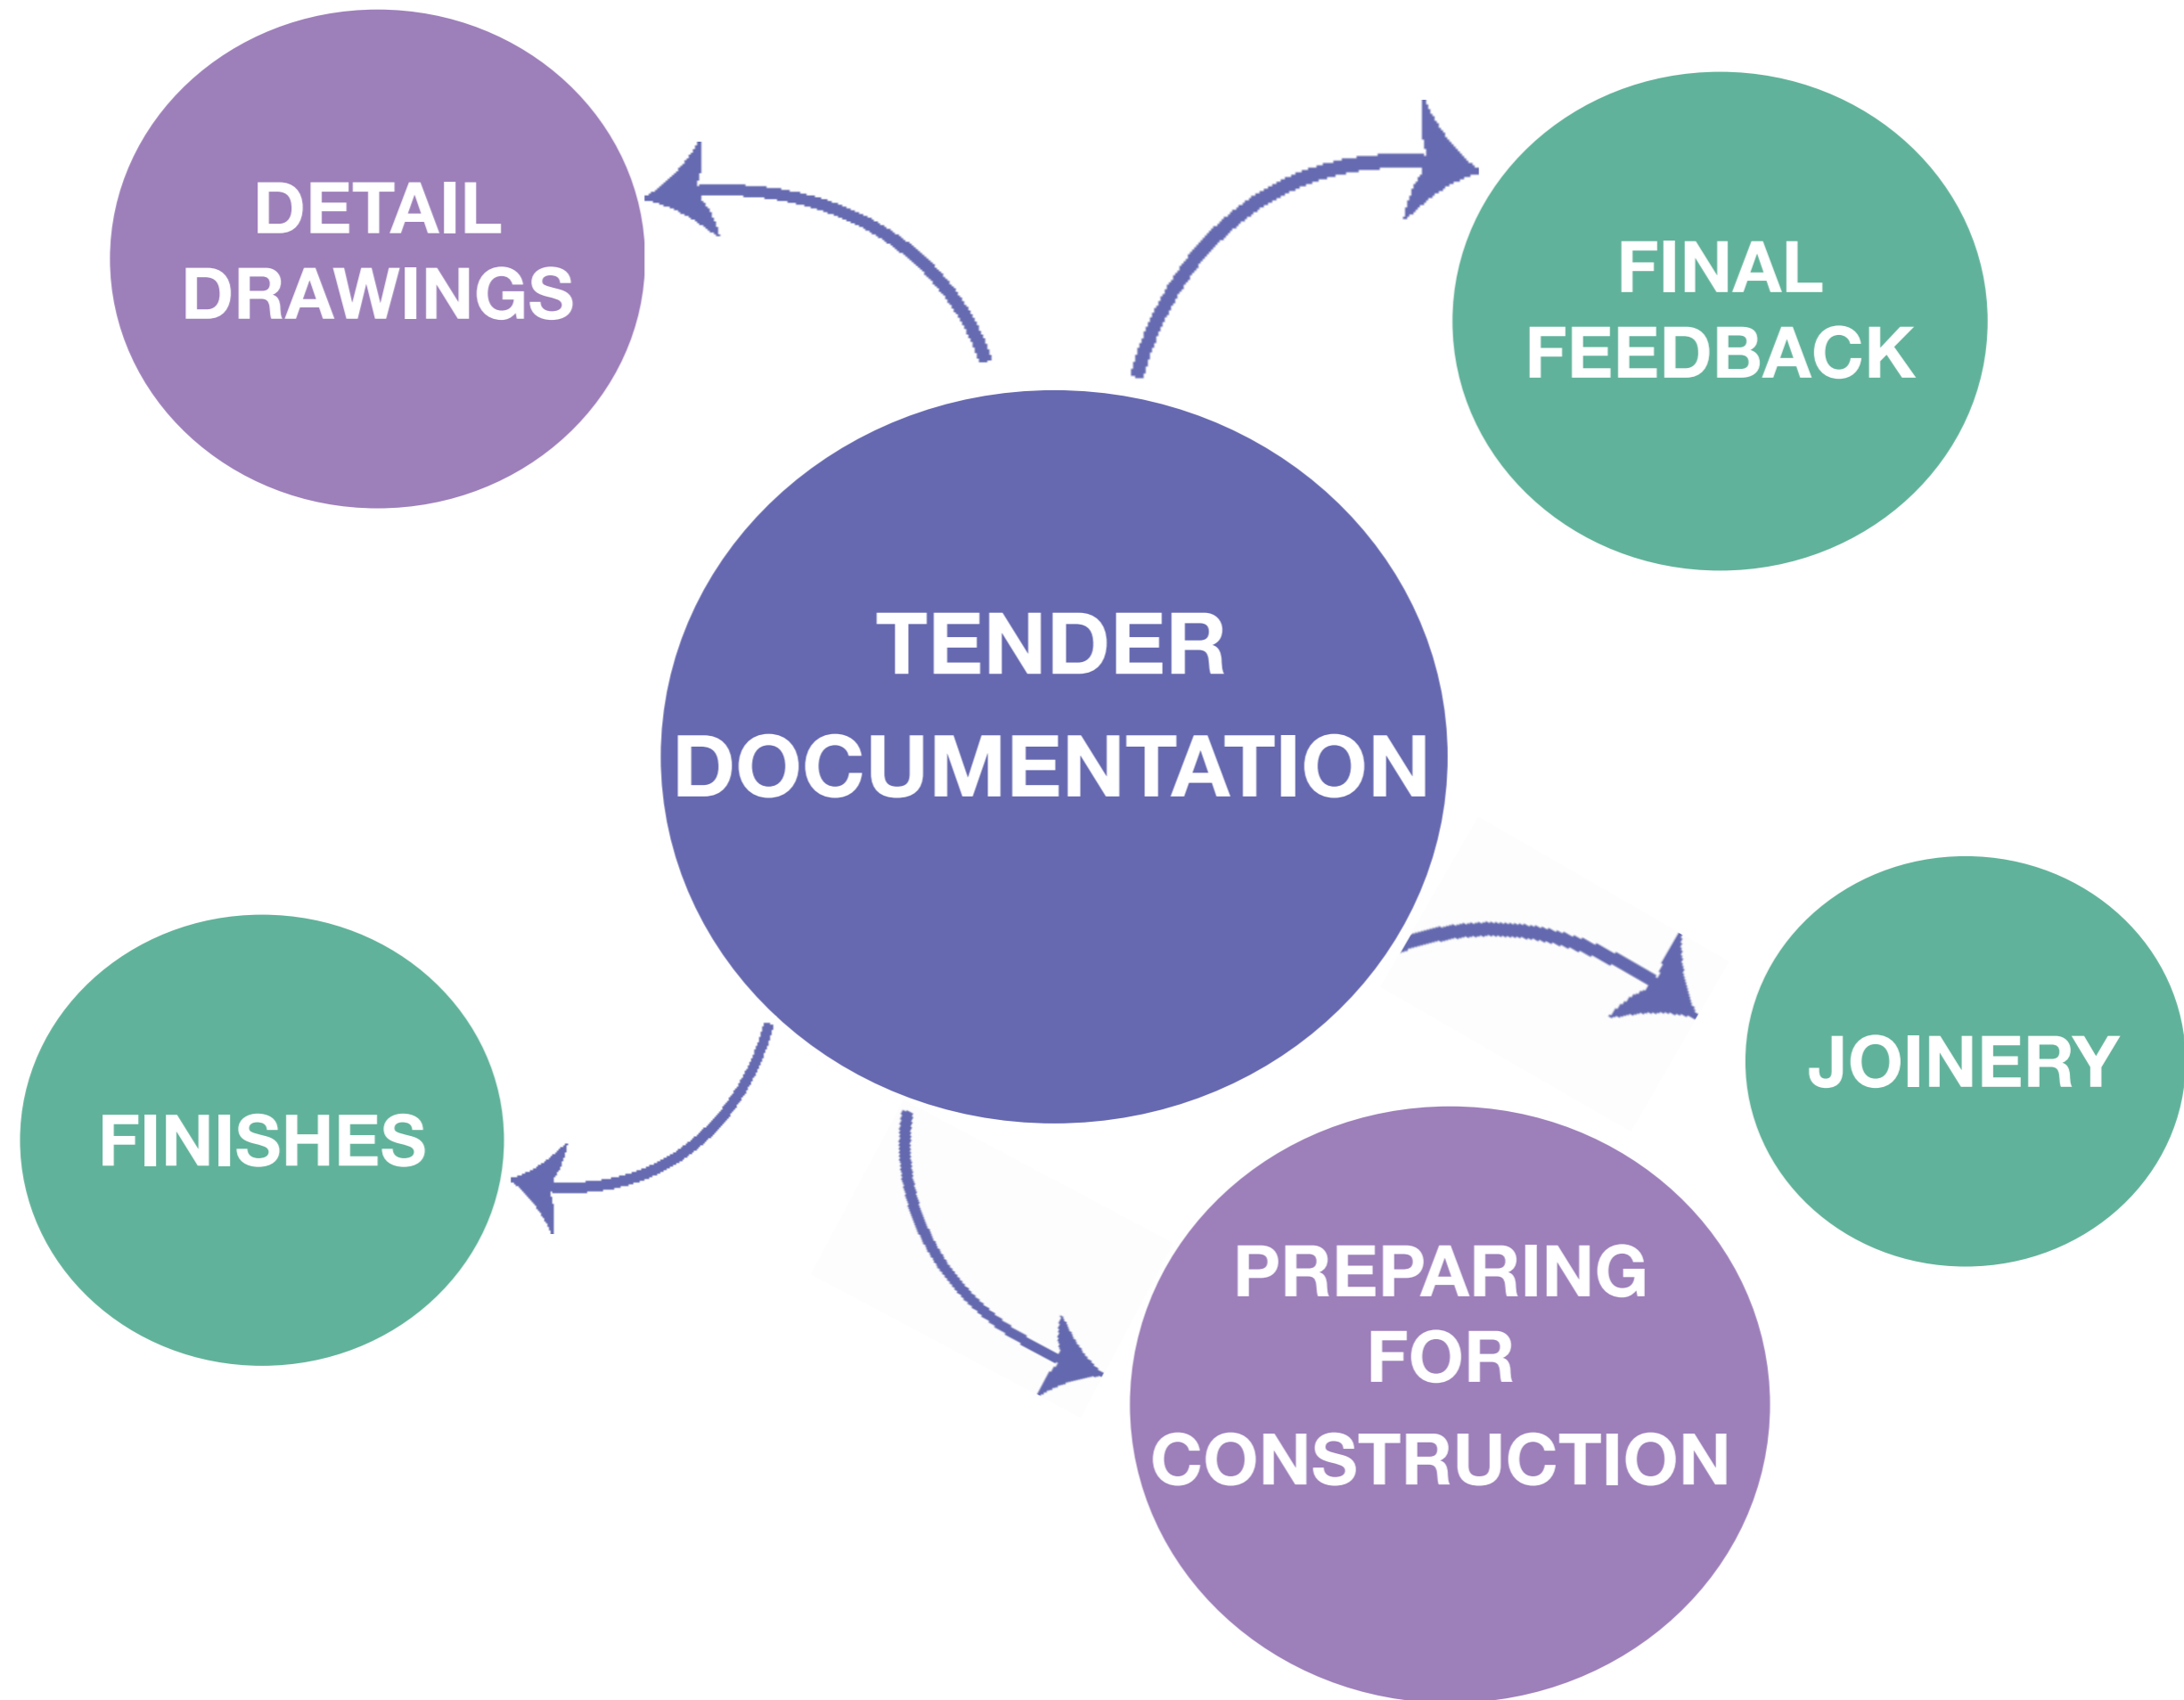 DETAIL
DRAWINGS
FINAL
FEEDBACK
TENDER
DOCUMENTATION
JOINERY
FINISHES
PREPARING
FOR
CONSTRUCTION